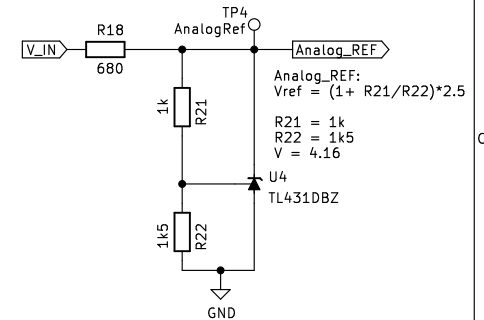 TP4
R18
AnalogRef
V_IN
Analog_REF
680
Analog_REF:
Vref = (1+ R21/R22)*2.5
1k
R21
R21 = 1k
R22 = 1k5
V = 4.16
U4
TL431DBZ
1k5
R22
GND